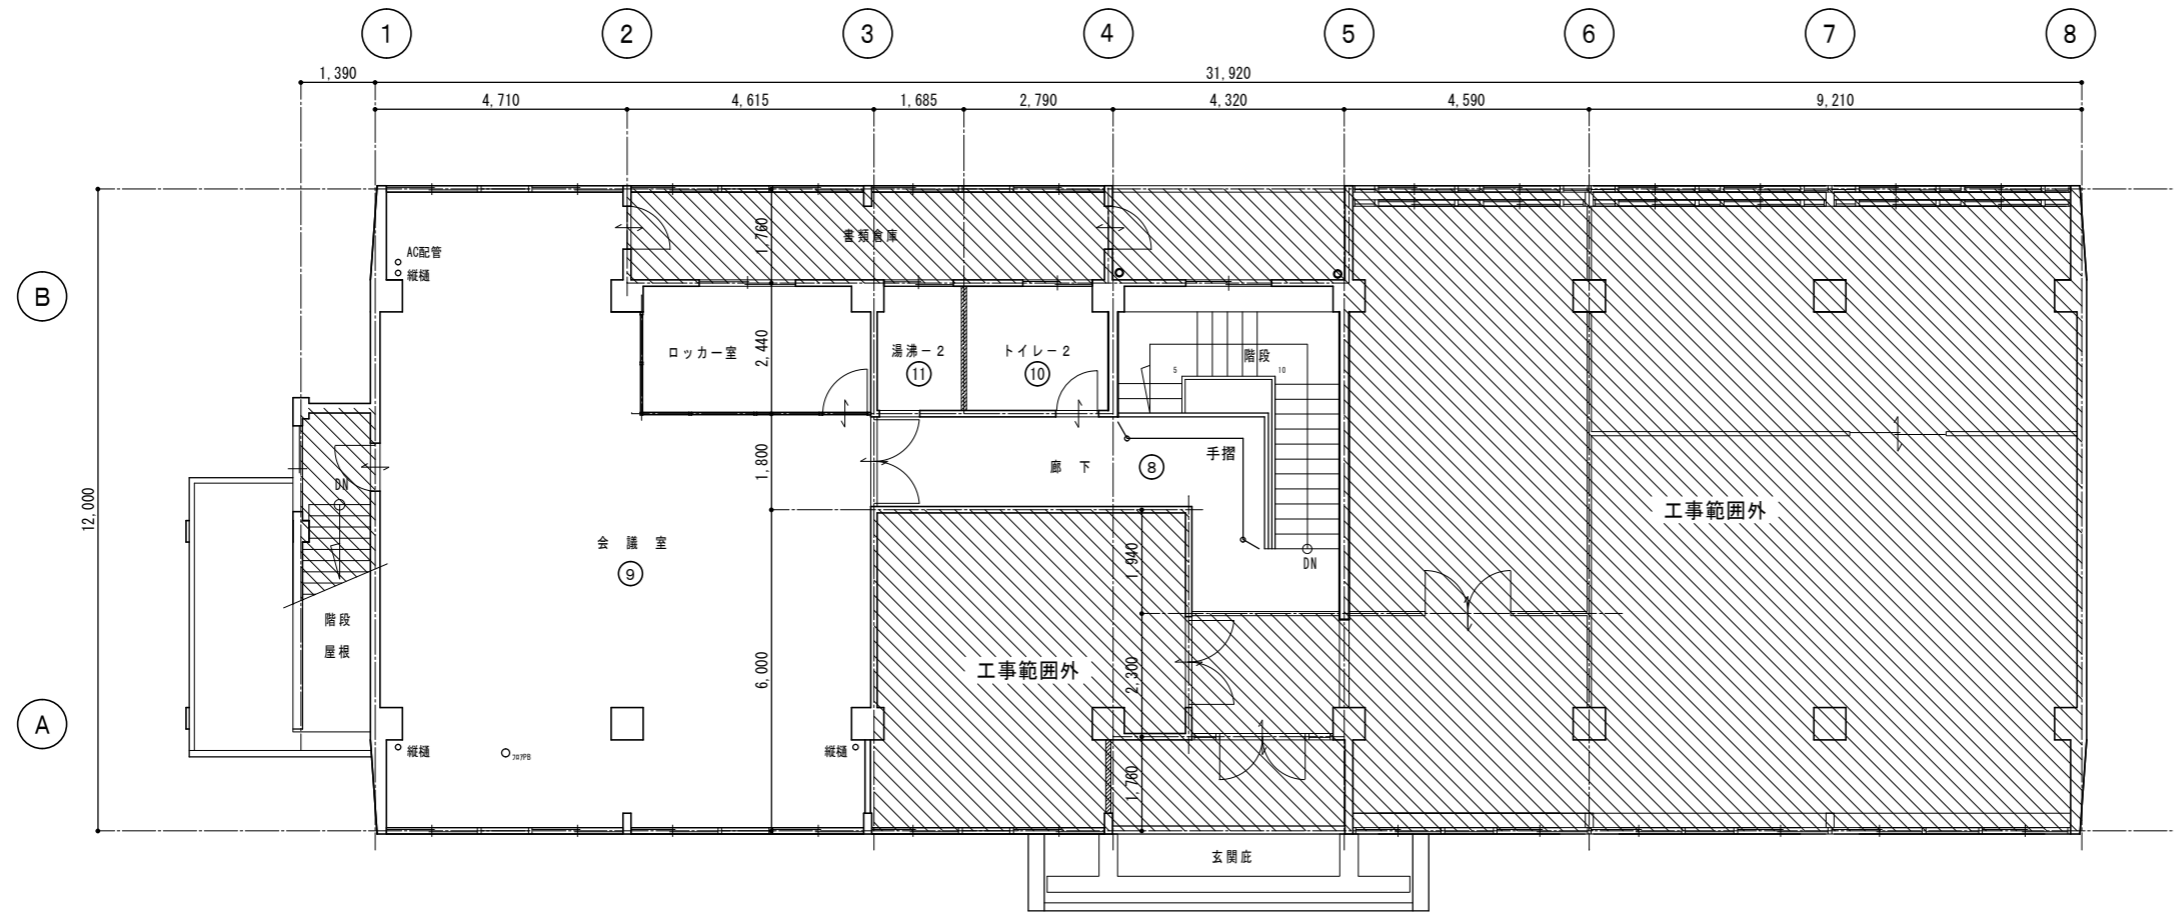 1 2 3 4 5 6 7 8
1,390 31,920
4,710 4,615 1,685 2,790 4,320 4,590 9,210
1,760
書類倉庫
AC配管
縦樋
B
ロッカー室
2,440
湯沸－2
⑪
トイレ－2
⑩
階段
5 10
DN
1,800
廊 下
⑧
手摺
12,000
会 議 室
⑨
工事範囲外
1,940
DN
階段
屋根
6,000
工事範囲外
2,300
A
縦樋
ﾌﾛｱPB
縦樋
1,760
玄関庇